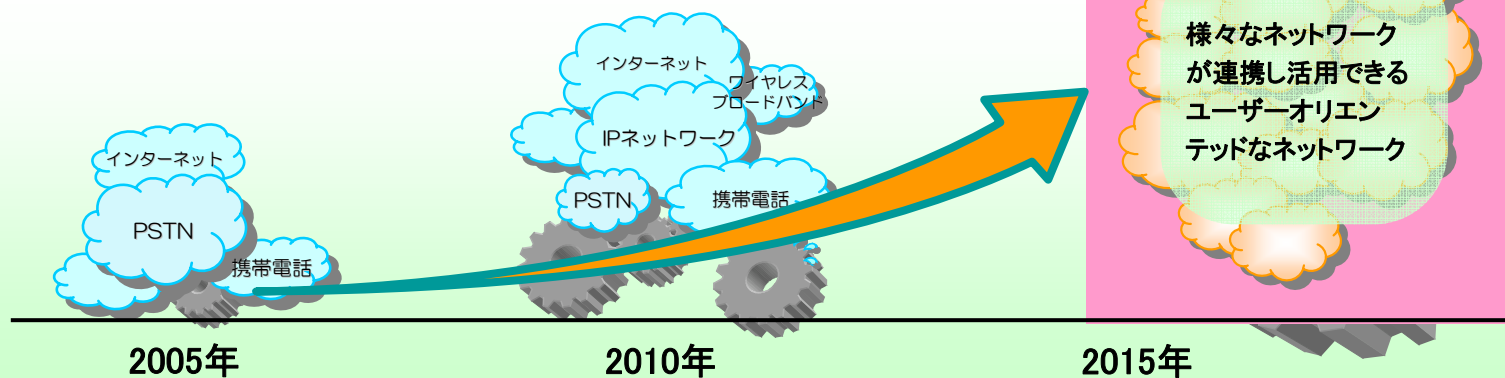 インターネット
PSTN
携帯電話
2005年
インターネット
ワイヤレス
ブロードバンド
IPネットワーク
PSTN
携帯電話
2010年
様々なネットワーク
が連携し活用できる
ユーザーオリエン
テッドなネットワーク
2015年